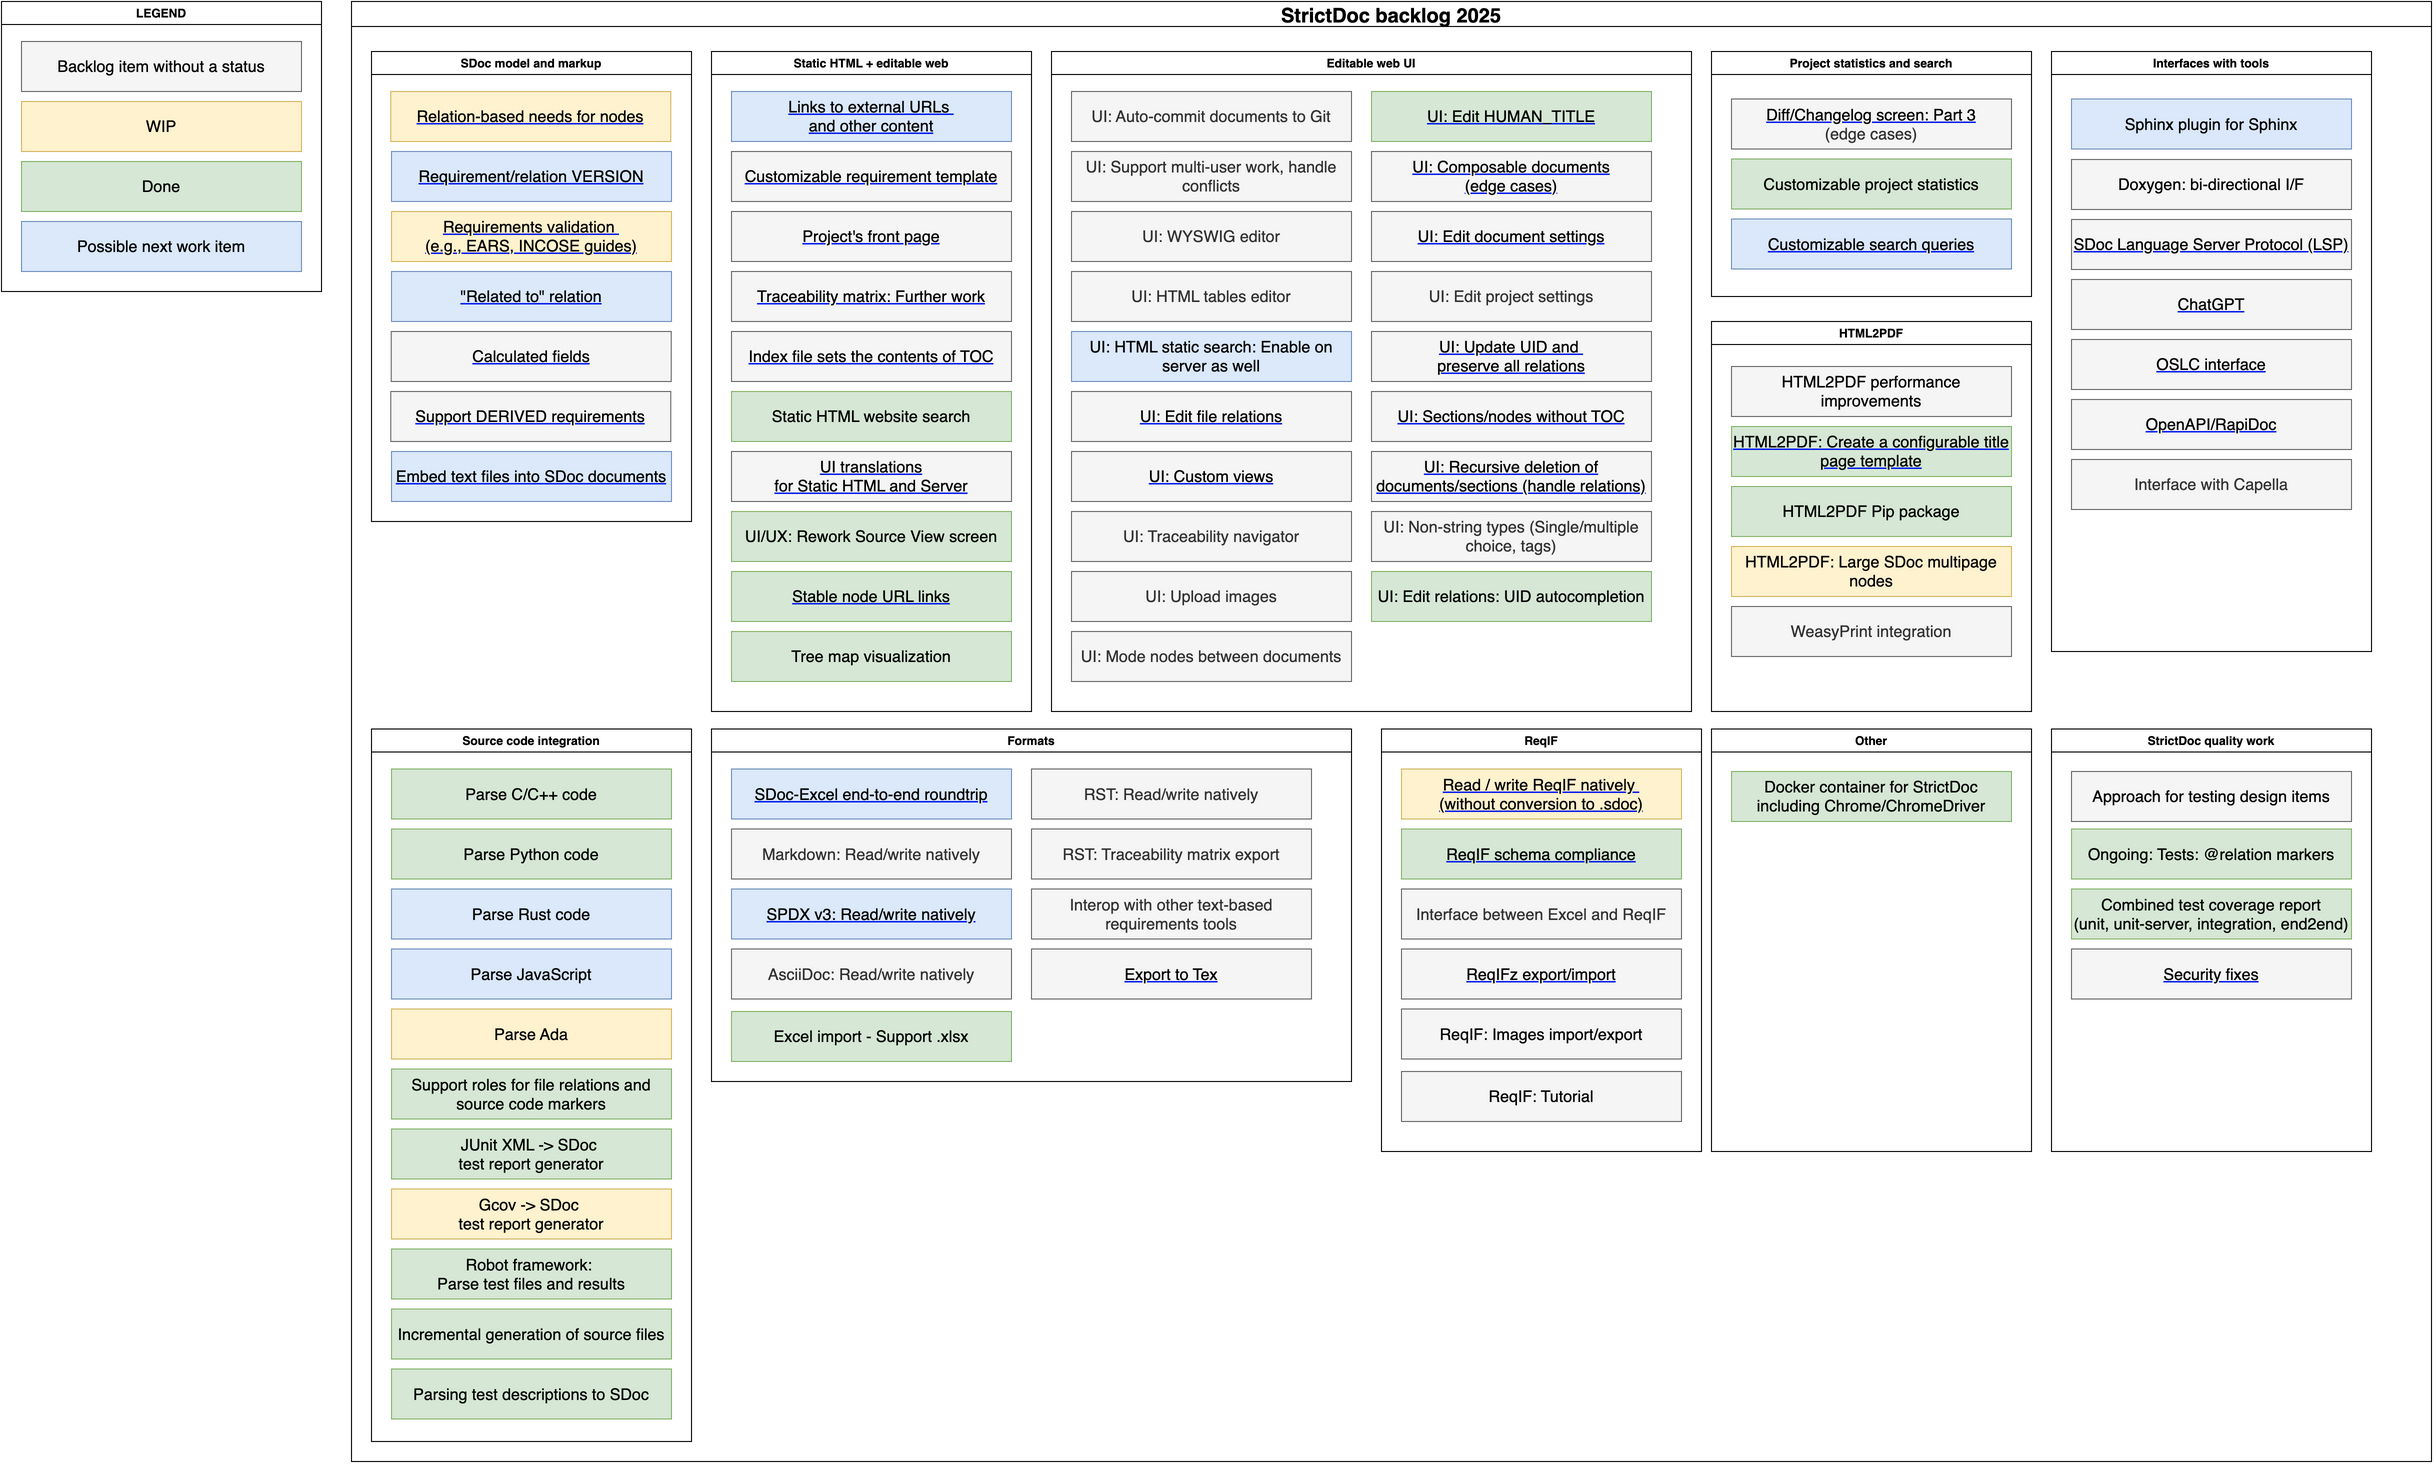 LEGEND
Backlog item without a status
WIP
Done
Possible next work item
StrictDoc backlog 2025
SDoc model and markup
Relation-based needs for nodes
Requirement/relation VERSION
Requirements validation
(e.g., EARS, INCOSE guides)
"Related to" relation
Calculated fields
Support DERIVED requirements
Embed text files into SDoc documents
Static HTML + editable web
Links to external URLs
and other content
Customizable requirement template
Project's front page
Traceability matrix: Further work
Index file sets the contents of TOC
Static HTML website search
UI translations
for Static HTML and Server
UI/UX: Rework Source View screen
Stable node URL links
Tree map visualization
Editable web UI
UI: Auto-commit documents to Git
UI: Support multi-user work, handle
conflicts
UI: WYSWIG editor
UI: HTML tables editor
UI: HTML static search: Enable on
server as well
UI: Edit file relations
UI: Custom views
UI: Traceability navigator
UI: Upload images
UI: Mode nodes between documents
UI: Edit HUMAN_TITLE
UI: Composable documents
(edge cases)
UI: Edit document settings
UI: Edit project settings
UI: Update UID and
preserve all relations
UI: Sections/nodes without TOC
UI: Recursive deletion of
documents/sections (handle relations)
UI: Non-string types (Single/multiple
choice, tags)
UI: Edit relations: UID autocompletion
Project statistics and search
Diff/Changelog screen: Part 3
(edge cases)
Customizable project statistics
Customizable search queries
HTML2PDF
HTML2PDF performance
improvements
HTML2PDF: Create a configurable title
page template
HTML2PDF Pip package
HTML2PDF: Large SDoc multipage
nodes
WeasyPrint integration
Interfaces with tools
Sphinx plugin for Sphinx
Doxygen: bi-directional I/F
SDoc Language Server Protocol (LSP)
ChatGPT
OSLC interface
OpenAPI/RapiDoc
Interface with Capella
Source code integration
Parse C/C++ code
Parse Python code
Parse Rust code
Parse JavaScript
Parse Ada
Support roles for file relations and
source code markers
JUnit XML -> SDoc
test report generator
Gcov -> SDoc
test report generator
Robot framework:
Parse test files and results
Incremental generation of source files
Parsing test descriptions to SDoc
Formats
SDoc-Excel end-to-end roundtrip
Markdown: Read/write natively
SPDX v3: Read/write natively
AsciiDoc: Read/write natively
Excel import - Support .xlsx
RST: Read/write natively
RST: Traceability matrix export
Interop with other text-based
requirements tools
Export to Tex
ReqIF
Read / write ReqIF natively
(without conversion to .sdoc)
ReqIF schema compliance
Interface between Excel and ReqIF
ReqIFz export/import
ReqIF: Images import/export
ReqIF: Tutorial
Other
Docker container for StrictDoc
including Chrome/ChromeDriver
StrictDoc quality work
Approach for testing design items
Ongoing: Tests: @relation markers
Combined test coverage report
(unit, unit-server, integration, end2end)
Security fixes